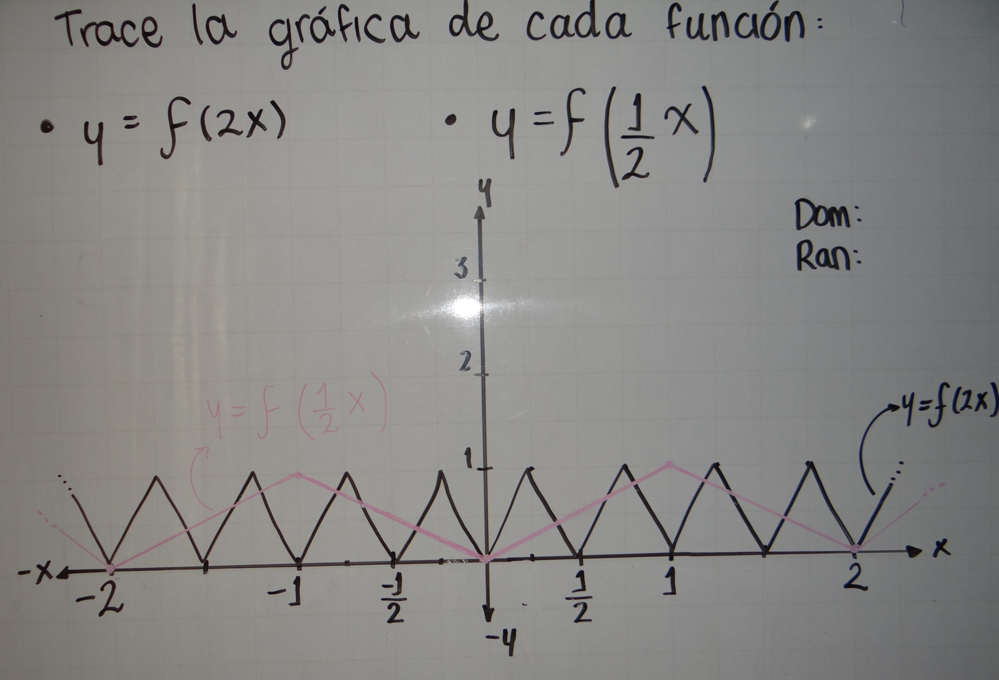 Trace la gráfica de cada función:
• y = f(2x) • y = f(1/2 x)
y
Dom:
Ran:
3
2
y = f(1/2 x)
y = f(2x)
1
-x x
-2 -1 -1/2 1/2 1 2
-y